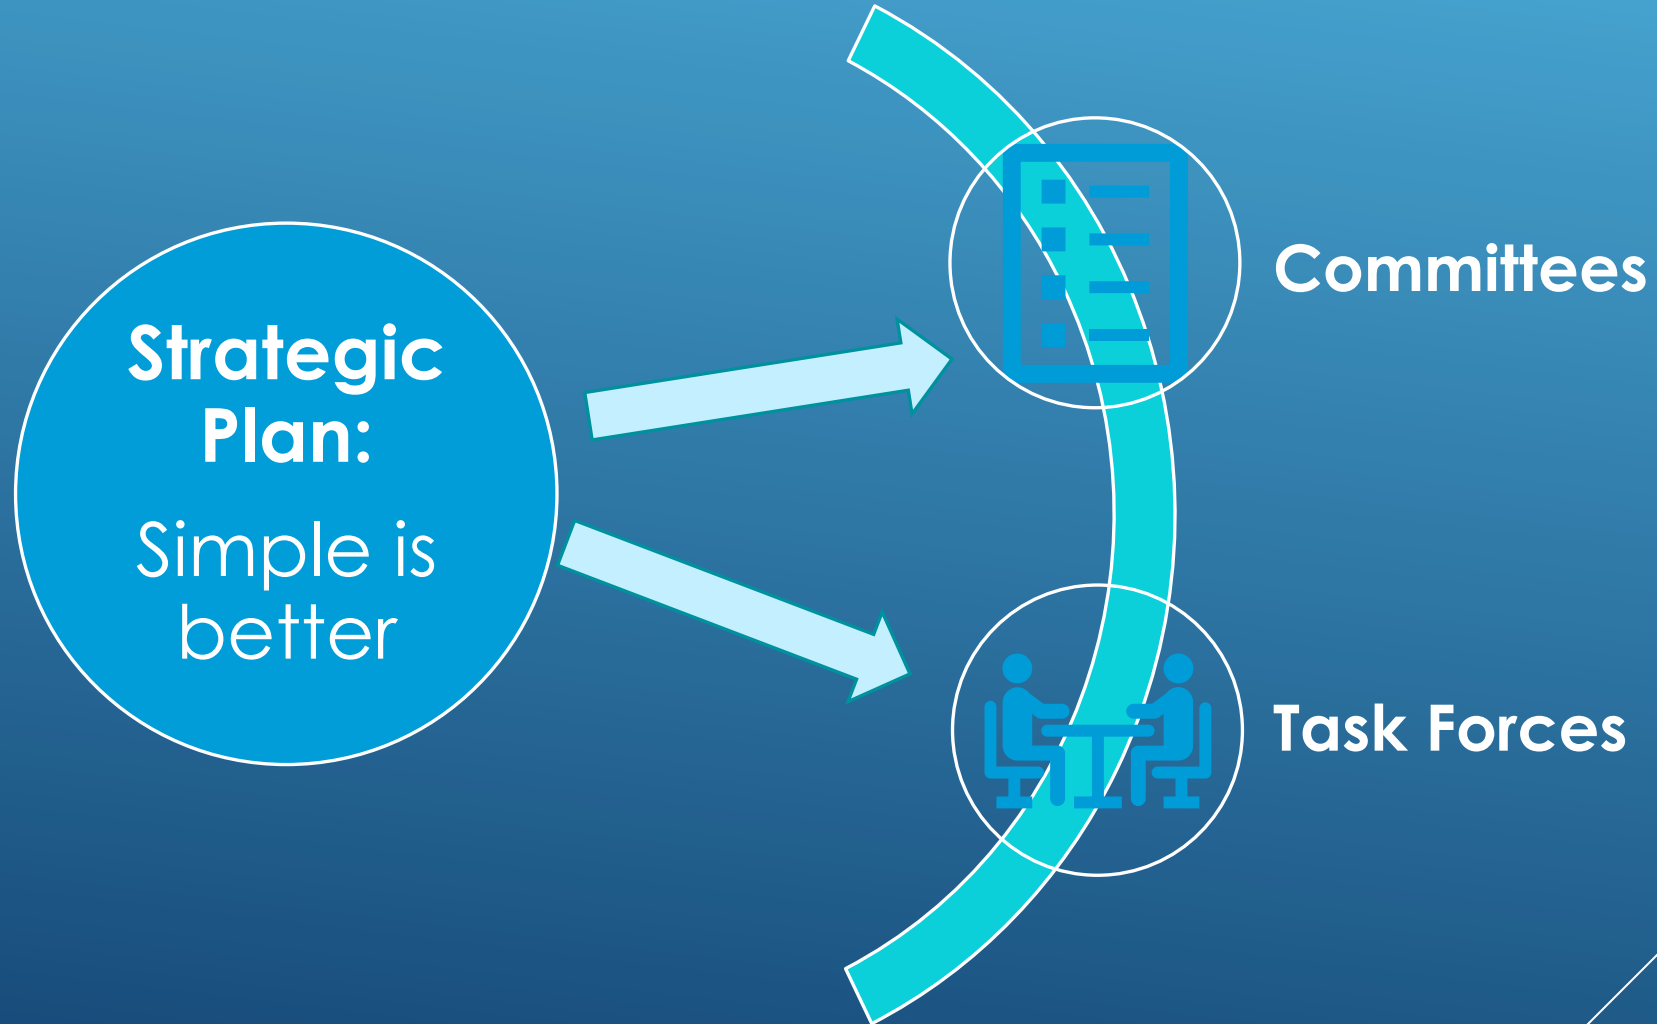 Strategic
Plan:
Simple is
better
Committees
Task Forces